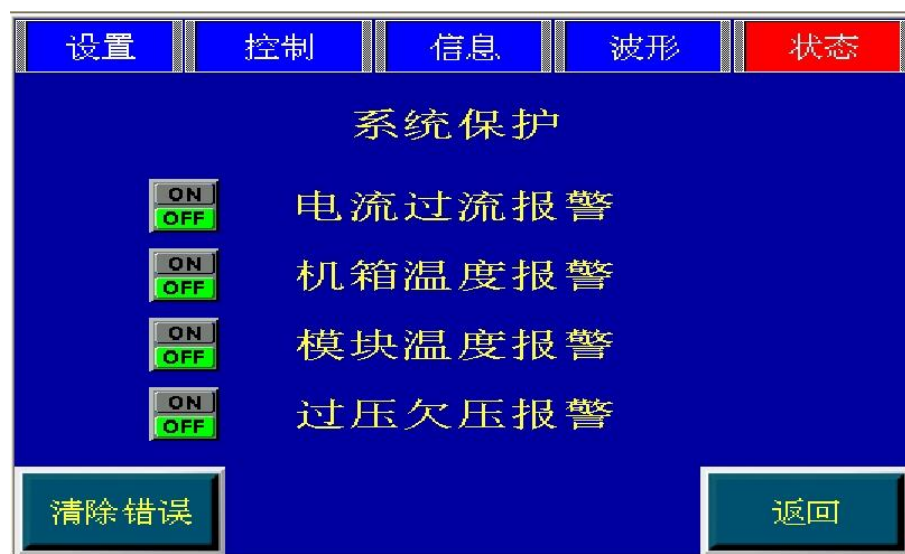 设置 控制 信息 波形 状态
系统保护
ON
OFF 电流过流报警
ON
OFF 机箱温度报警
ON
OFF 模块温度报警
ON
OFF 过压欠压报警
清除错误 返回